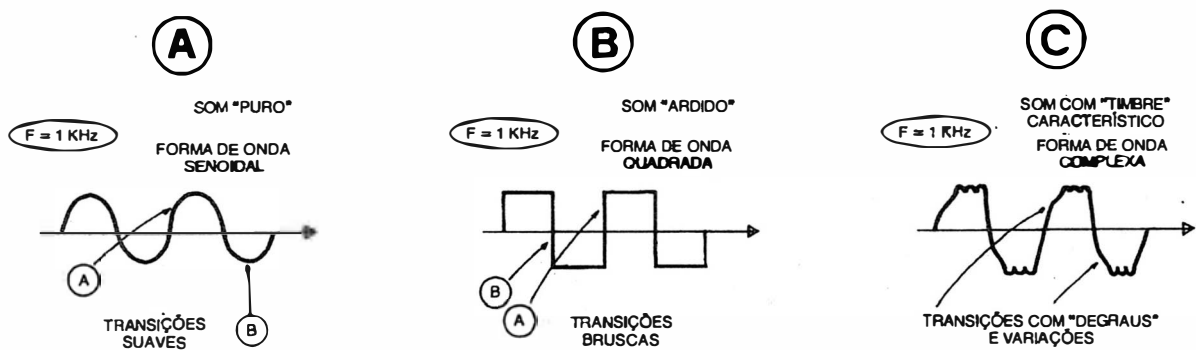 A
SOM "PURO"
F = 1 KHz
FORMA DE ONDA
SENOIDAL
A
B
TRANSIÇÕES
SUAVES
B
SOM "ARDIDO"
F = 1 KHz
FORMA DE ONDA
QUADRADA
B
A
TRANSIÇÕES
BRUSCAS
C
SOM COM "TIMBRE"
CARACTERÍSTICO
F = 1 KHz
FORMA DE ONDA
COMPLEXA
TRANSIÇÕES COM "DEGRAUS"
E VARIAÇÕES